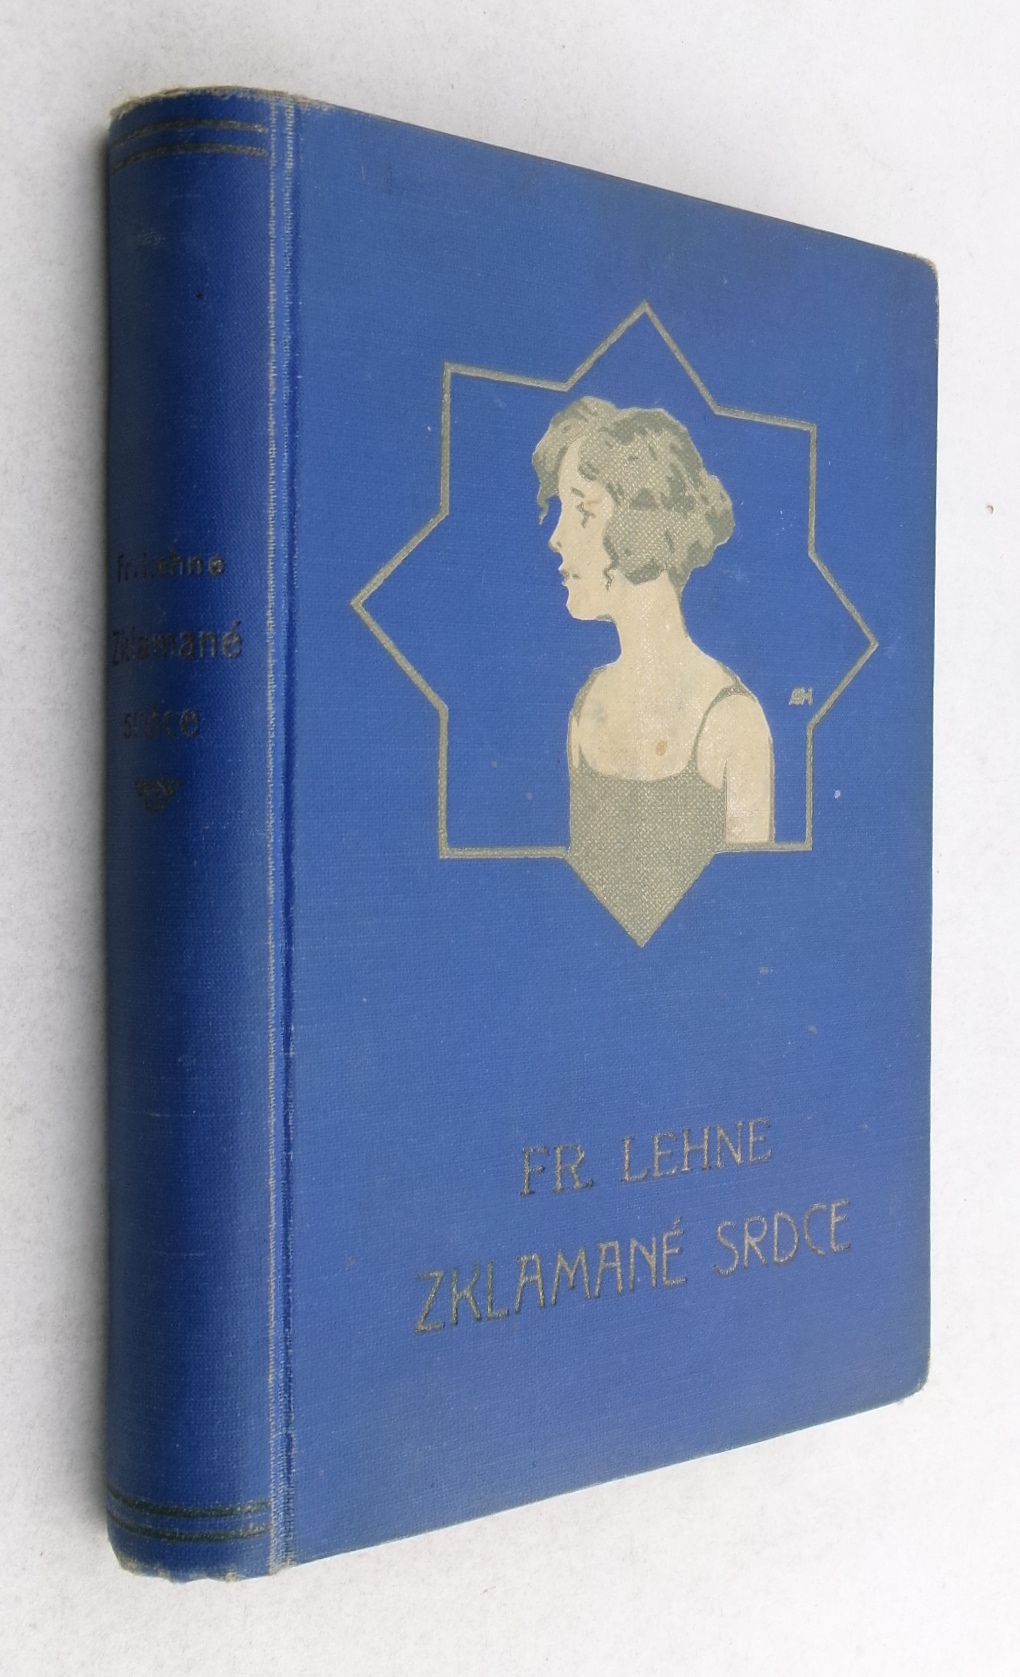 Fr. Lehne
Zklamané
srdce
FR. LEHNE
ZKLAMANÉ SRDCE